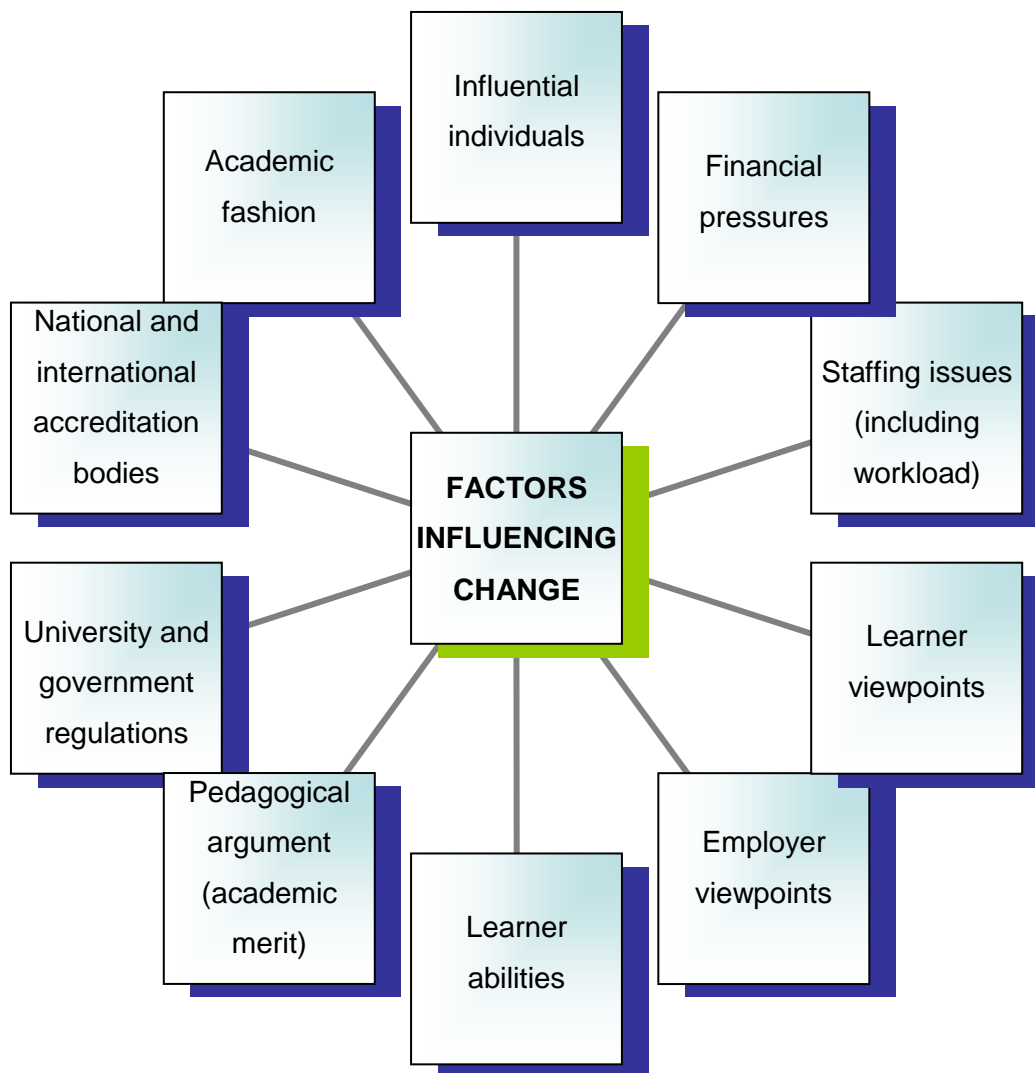 Influential
individuals
Financial
pressures
Staffing issues
(including
workload)
Learner
viewpoints
Employer
viewpoints
Learner
abilities
Pedagogical
argument
(academic
merit)
University and
government
regulations
National and
international
accreditation
bodies
Academic
fashion
FACTORS
INFLUENCING
CHANGE